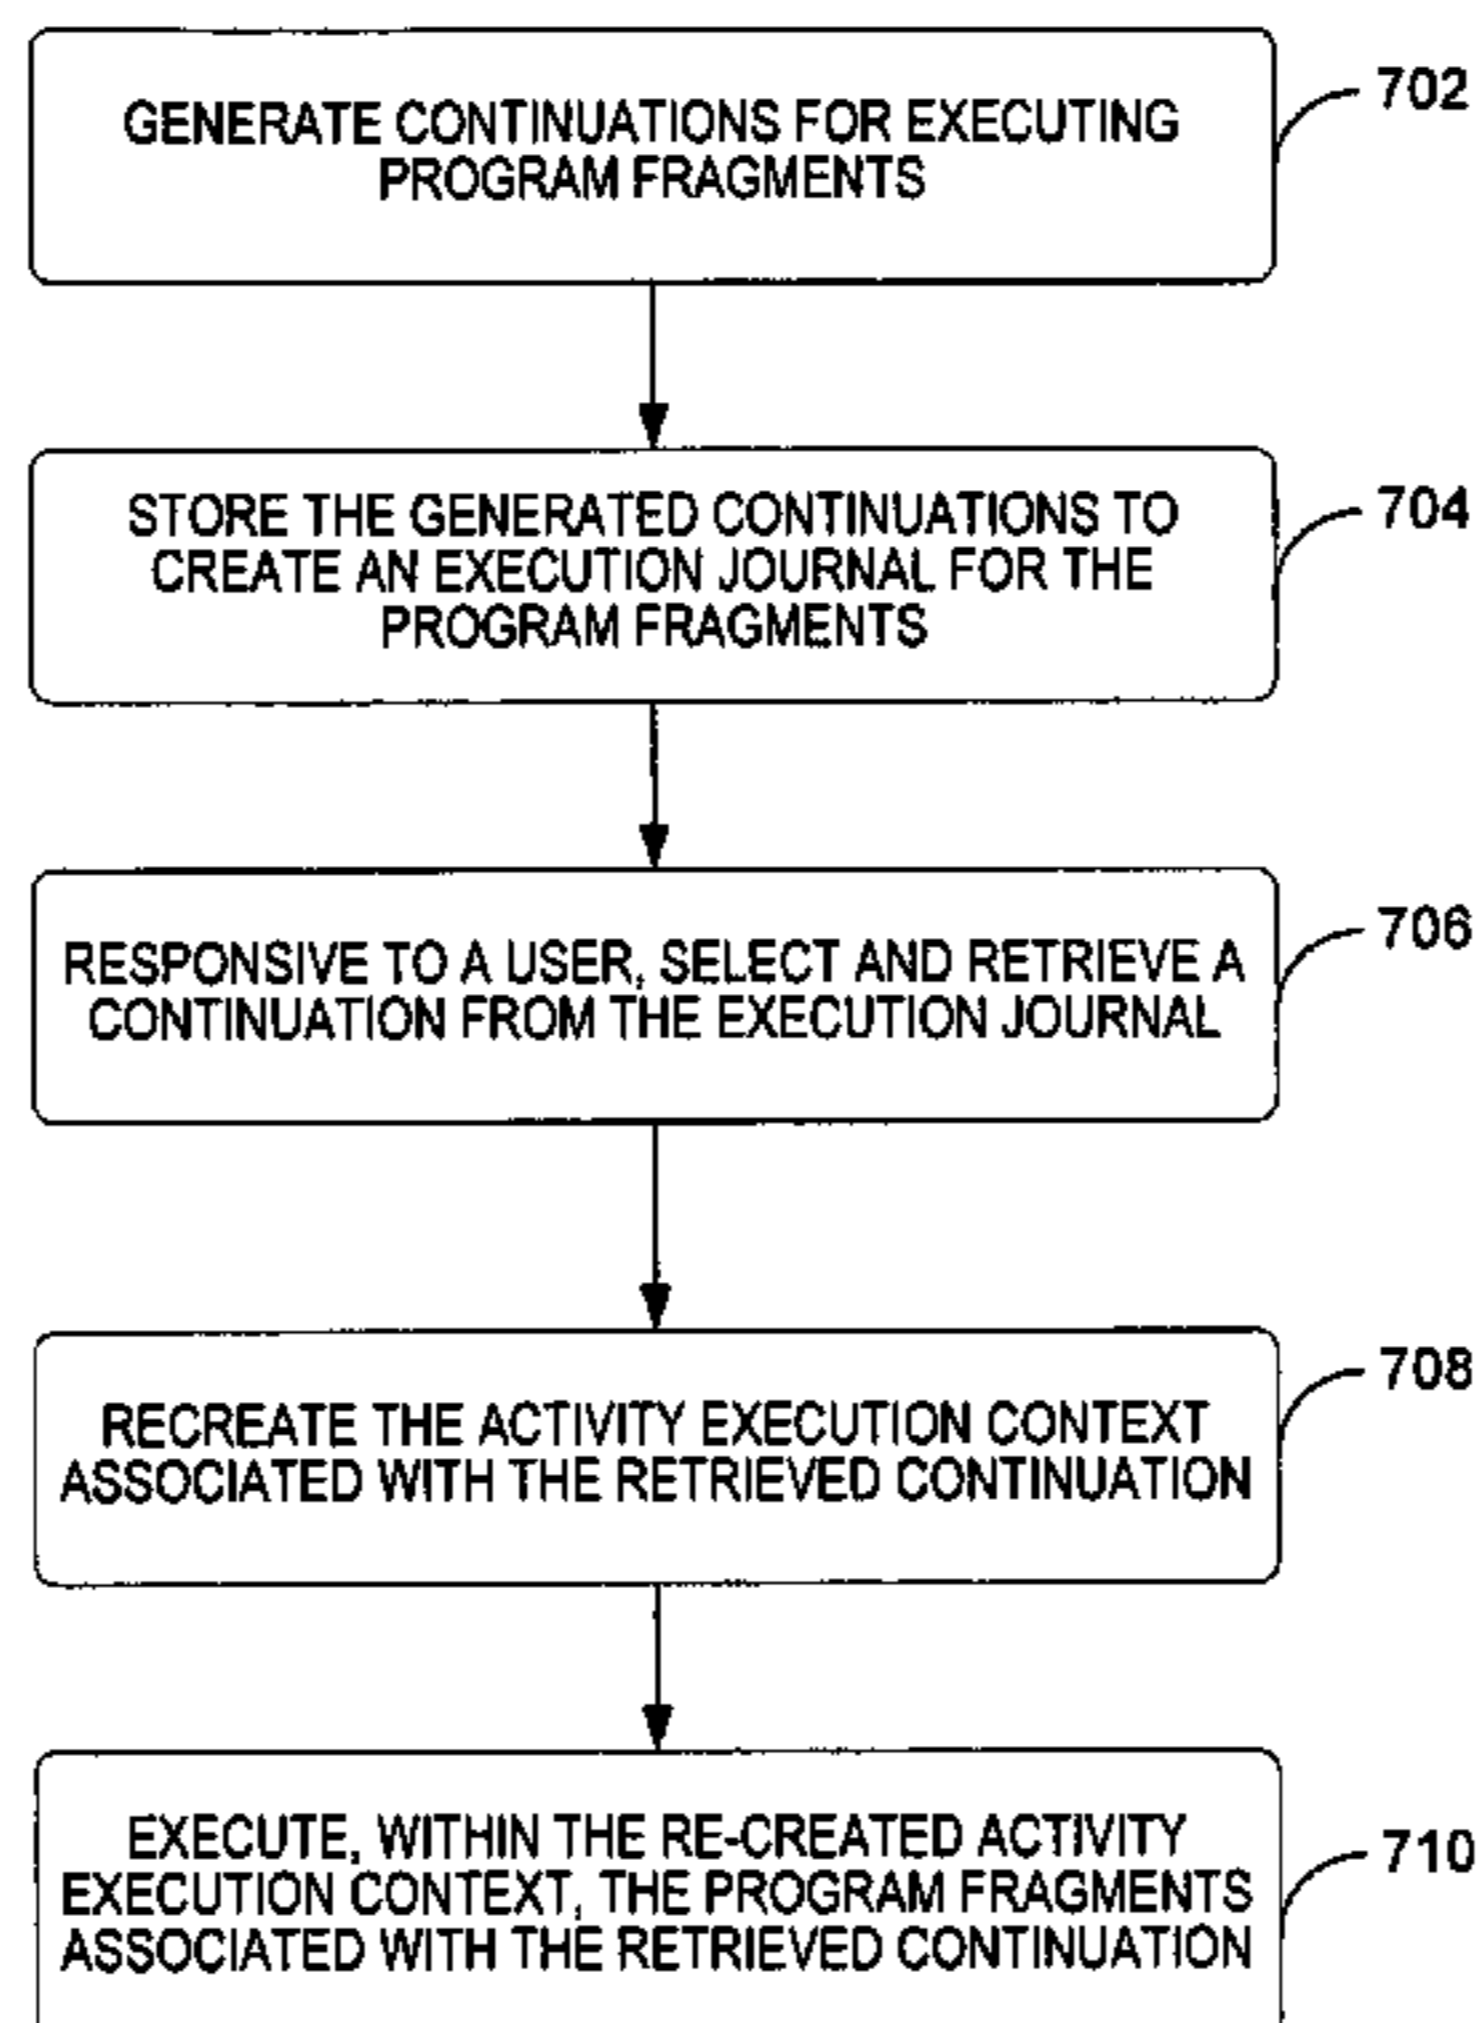 702
GENERATE CONTINUATIONS FOR EXECUTING
PROGRAM FRAGMENTS
704
STORE THE GENERATED CONTINUATIONS TO
CREATE AN EXECUTION JOURNAL FOR THE
PROGRAM FRAGMENTS
706
RESPONSIVE TO A USER, SELECT AND RETRIEVE A
CONTINUATION FROM THE EXECUTION JOURNAL
708
RECREATE THE ACTIVITY EXECUTION CONTEXT
ASSOCIATED WITH THE RETRIEVED CONTINUATION
710
EXECUTE, WITHIN THE RE-CREATED ACTIVITY
EXECUTION CONTEXT, THE PROGRAM FRAGMENTS
ASSOCIATED WITH THE RETRIEVED CONTINUATION